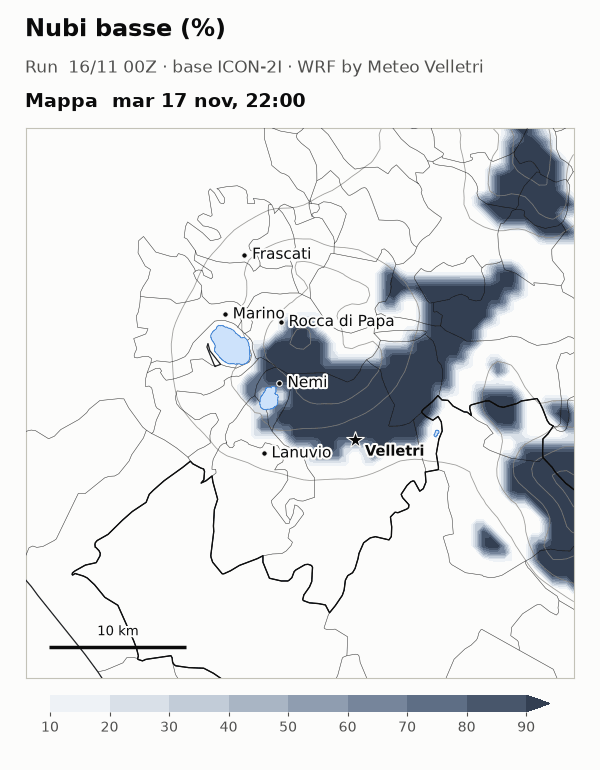 Nubi basse (%)
Run  16/11 00Z · base ICON-2I · WRF by Meteo Velletri
Mappa  mar 17 nov, 22:00
Frascati
Marino
Rocca di Papa
Nemi
Velletri
Lanuvio
10 km
10 20 30 40 50 60 70 80 90